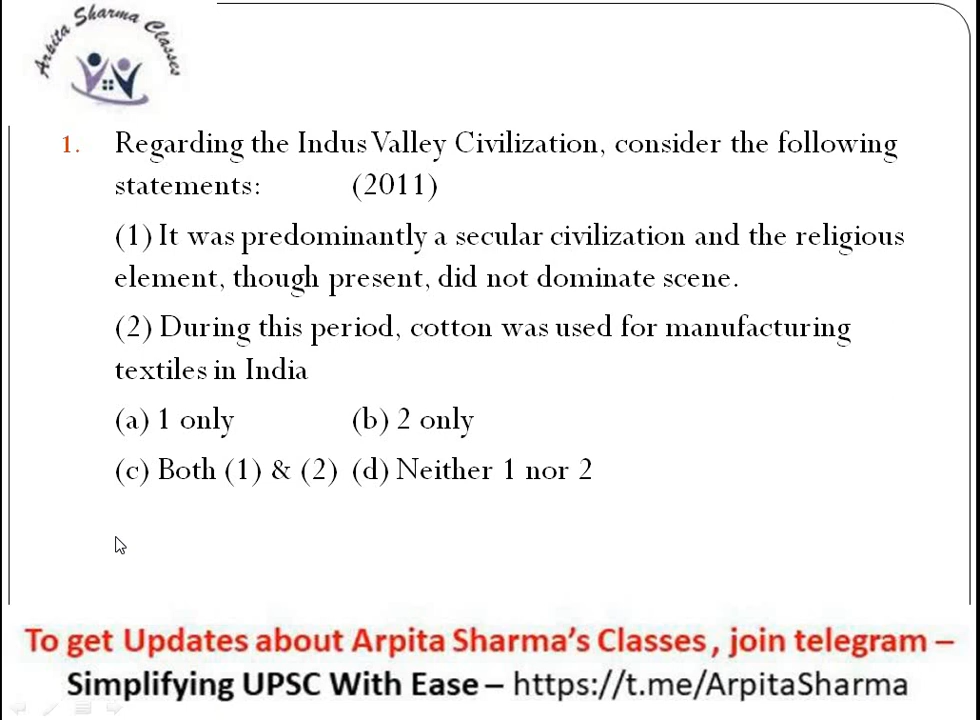 Arpita Sharma Classes
1. Regarding the Indus Valley Civilization, consider the following
statements: (2011)
(1) It was predominantly a secular civilization and the religious
element, though present, did not dominate scene.
(2) During this period, cotton was used for manufacturing
textiles in India
(a) 1 only (b) 2 only
(c) Both (1) & (2) (d) Neither 1 nor 2
To get Updates about Arpita Sharma's Classes, join telegram –
Simplifying UPSC With Ease – https://t.me/ArpitaSharma